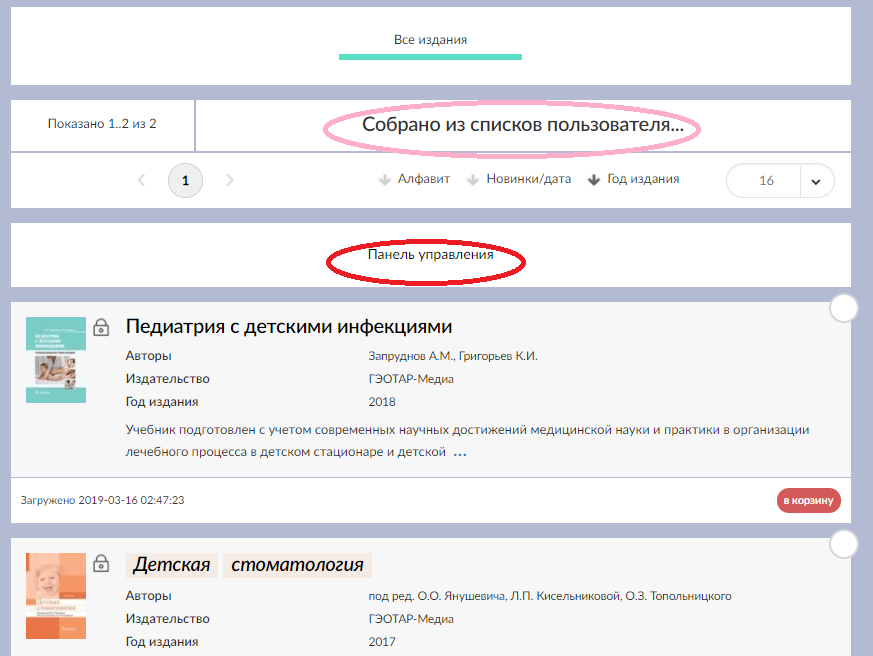 Все издания
Показано 1..2 из 2
Собрано из списков пользователя...
1
Алфавит
Новинки/дата
Год издания
16
Панель управления
Педиатрия с детскими инфекциями
Авторы Запруднов А.М., Григорьев К.И.
Издательство ГЭОТАР-Медиа
Год издания 2018
Учебник подготовлен с учетом современных научных достижений медицинской науки и практики в организации
лечебного процесса в детском стационаре и детской ...
Загружено 2019-03-16 02:47:23
в корзину
Детская стоматология
Авторы под ред. О.О. Янушевича, Л.П. Кисельниковой, О.З. Топольницкого
Издательство ГЭОТАР-Медиа
Год издания 2017